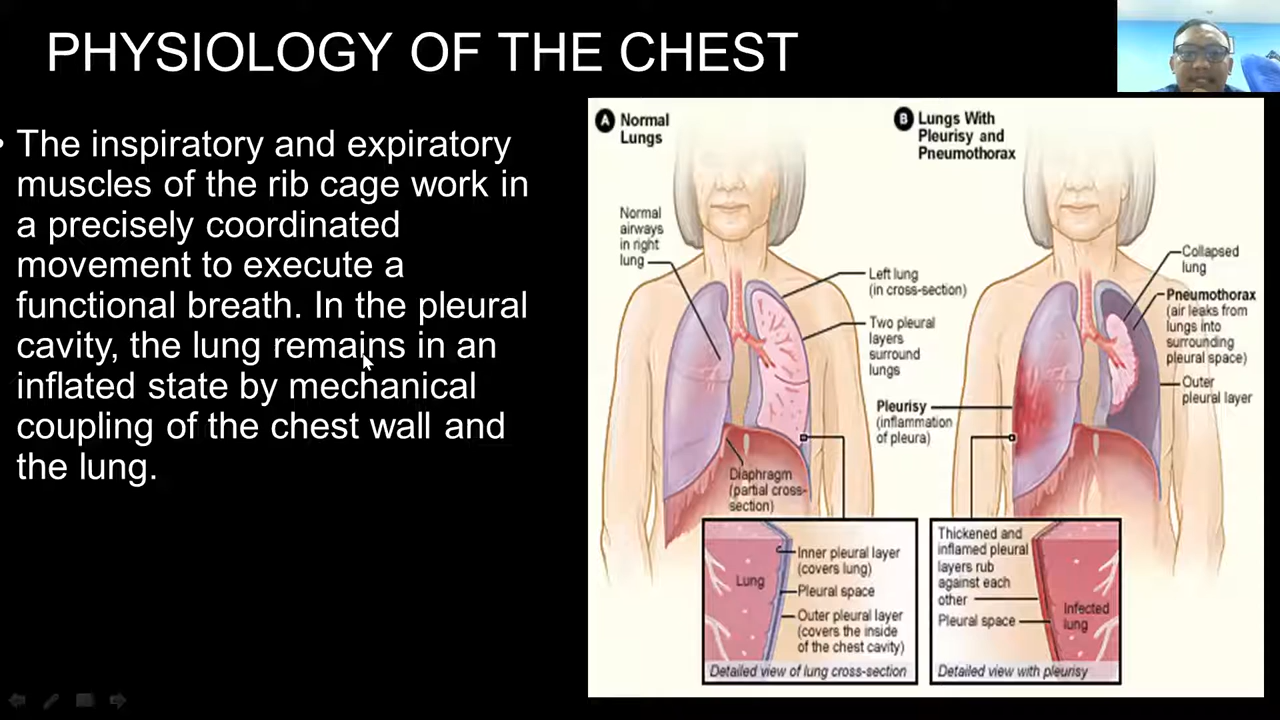 PHYSIOLOGY OF THE CHEST
• The inspiratory and expiratory
muscles of the rib cage work in
a precisely coordinated
movement to execute a
functional breath. In the pleural
cavity, the lung remains in an
inflated state by mechanical
coupling of the chest wall and
the lung.
A Normal
Lungs
Normal
airways
in right
lung
Left lung
(in cross-section)
Two pleural
layers
surround
lungs
Diaphragm
(partial cross-
section)
Lung
Inner pleural layer
(covers lung)
Pleural space
Outer pleural layer
(covers the inside
of the chest cavity)
Detailed view of lung cross-section
B Lungs With
Pleurisy and
Pneumothorax
Collapsed
lung
Pneumothorax
(air leaks from
lungs into
surrounding
pleural space)
Outer
pleural layer
Pleurisy
(inflammation
of pleura)
Thickened and
inflamed pleural
layers rub
against each
other
Pleural space
Infected
lung
Detailed view with pleurisy